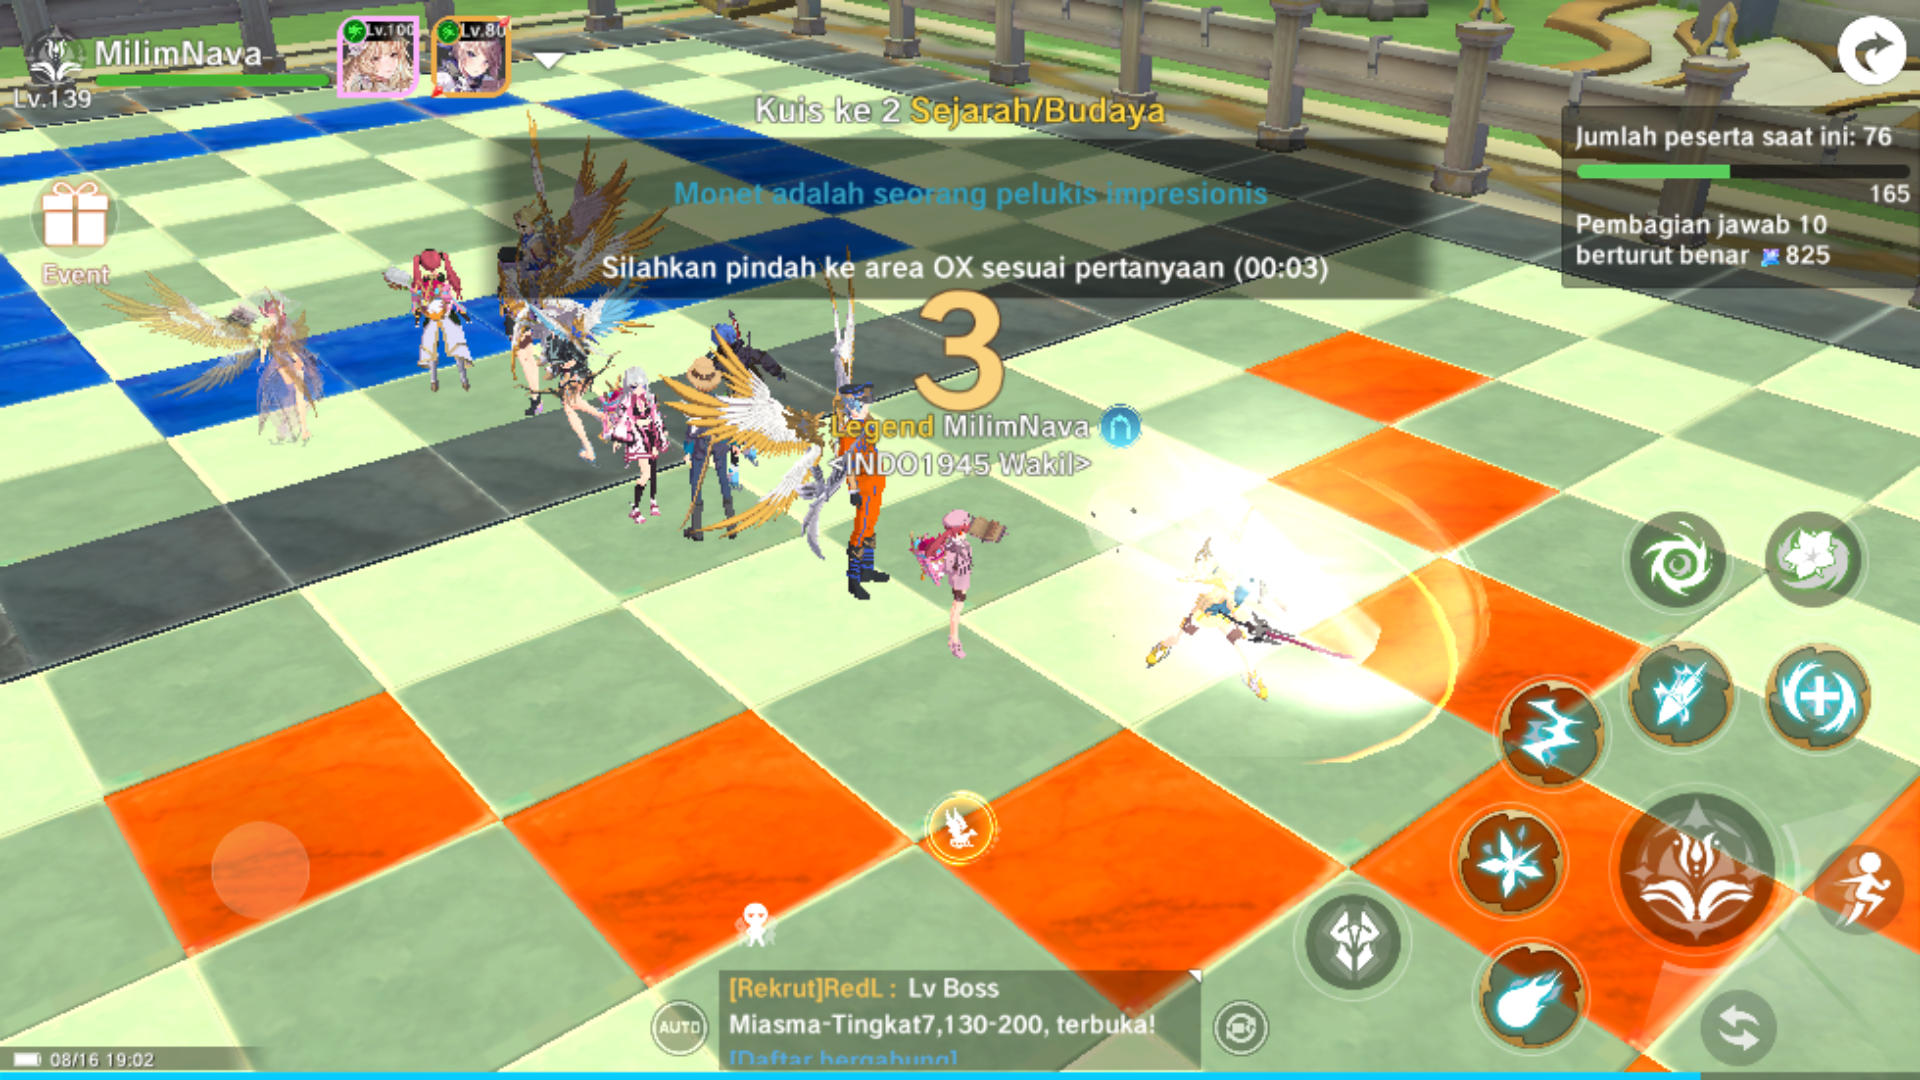 MilimNava
Lv.139
Lv.100
Lv.80
Kuis ke 2 Sejarah/Budaya
Monet adalah seorang pelukis impresionis
Silahkan pindah ke area OX sesuai pertanyaan (00:03)
3
Jumlah peserta saat ini: 76
165
Pembagian jawab 10
berturut benar 825
Event
Legend MilimNava
<INDO1945 Wakil>
[Rekrut]RedL : Lv Boss
Miasma-Tingkat7,130-200, terbuka!
[Daftar bergabung]
AUTO
08/16 19:02